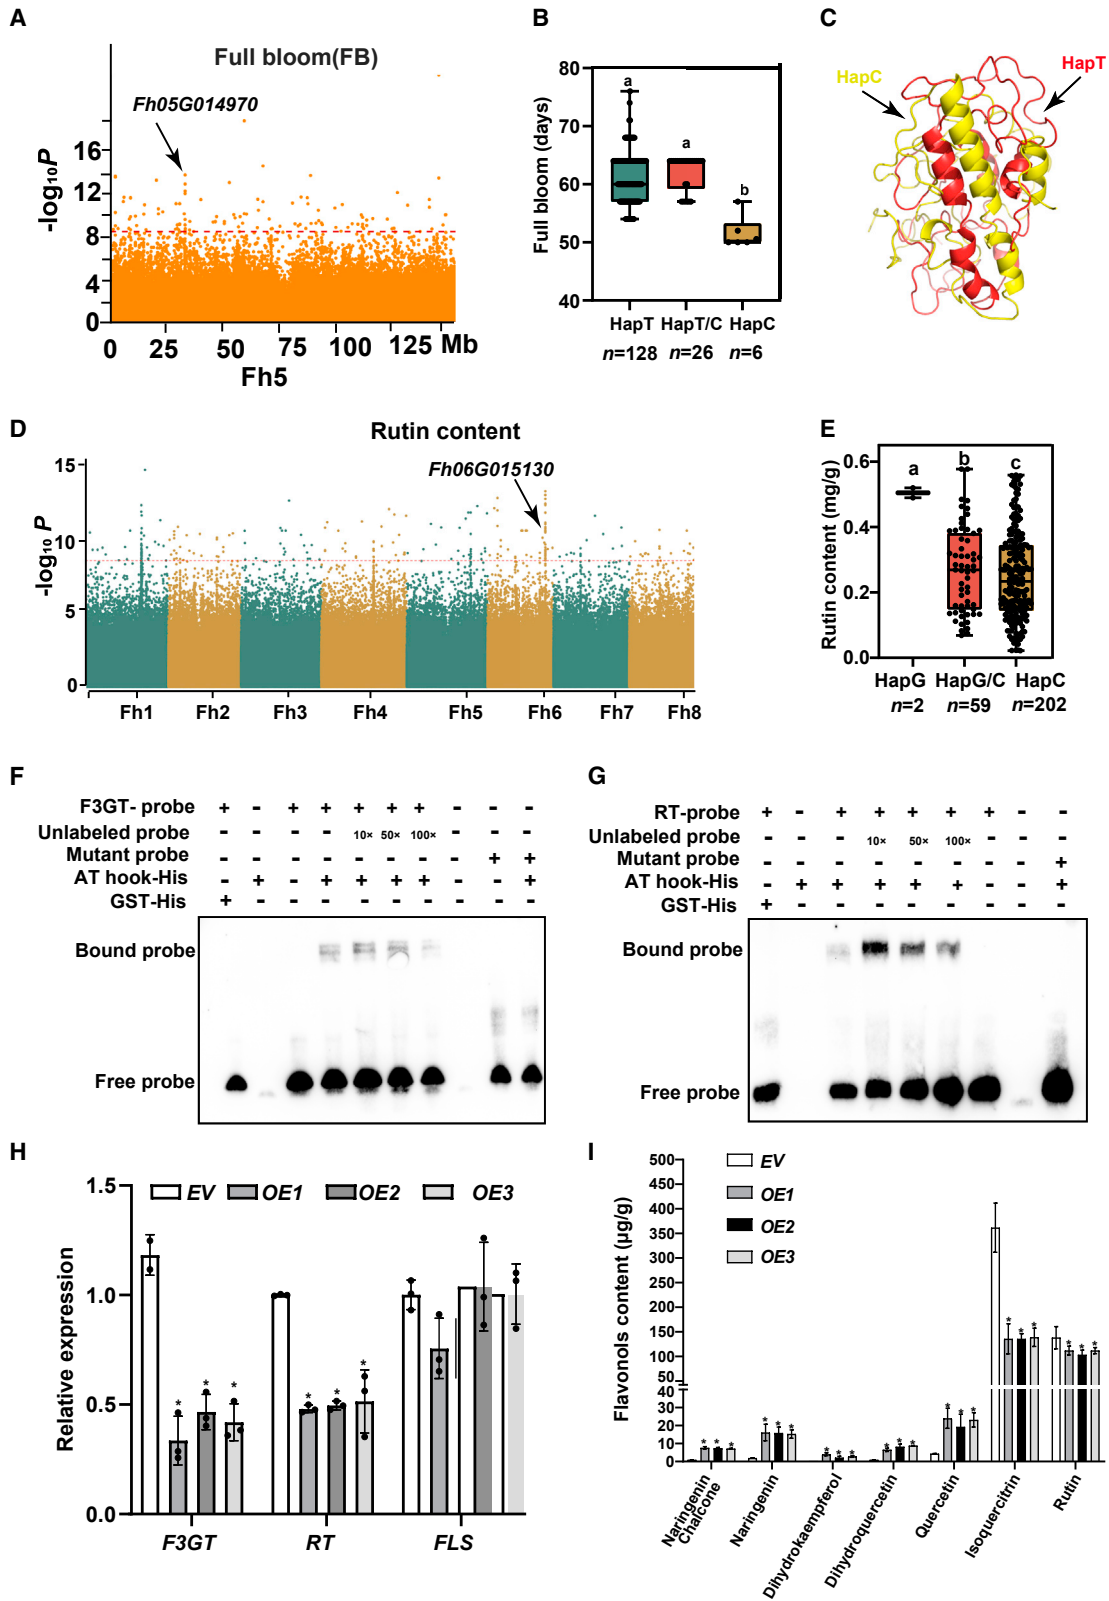 A
Full bloom(FB)
Fh05G014970
-log10P
16
12
8
4
0
0 25 50 75 100 125 Mb
Fh5
B
Full bloom (days)
80
70
60
50
40
a
a
b
HapT HapT/C HapC
n=128 n=26 n=6
C
HapC
HapT
D
Rutin content
Fh06G015130
-log10 P
15
10
5
0
Fh1 Fh2 Fh3 Fh4 Fh5 Fh6 Fh7 Fh8
E
Rutin content (mg/g)
0.6
0.4
0.2
0.0
a b c
HapG HapG/C HapC
n=2 n=59 n=202
F
F3GT- probe + - + + + + + - - -
Unlabeled probe - - - - 10× 50× 100× - - -
Mutant probe - - - - - - - - + +
AT hook-His - + - + + + + - - +
GST-His + - - - - - - - - -
Bound probe
Free probe
G
RT-probe + - + + + + + - -
Unlabeled probe - - - 10× 50× 100× - - -
Mutant probe - - - - - - - - +
AT hook-His - + + + + + - - +
GST-His + - - - - - - - -
Bound probe
Free probe
H
Relative expression
1.5
1.0
0.5
0.0
EV OE1 OE2 OE3
* * *
* * *
F3GT RT FLS
I
Flavonols content (µg/g)
500
450
400
350
300
250
200
150
100
50
40
30
20
10
0
EV
OE1
OE2
OE3
* * *
* * *
* * *
* * *
* * *
* * *
* * *
Naringenin Chalcone
Naringenin
Dihydrokaempferol
Dihydroquercetin
Quercetin
Isoquercitrin
Rutin